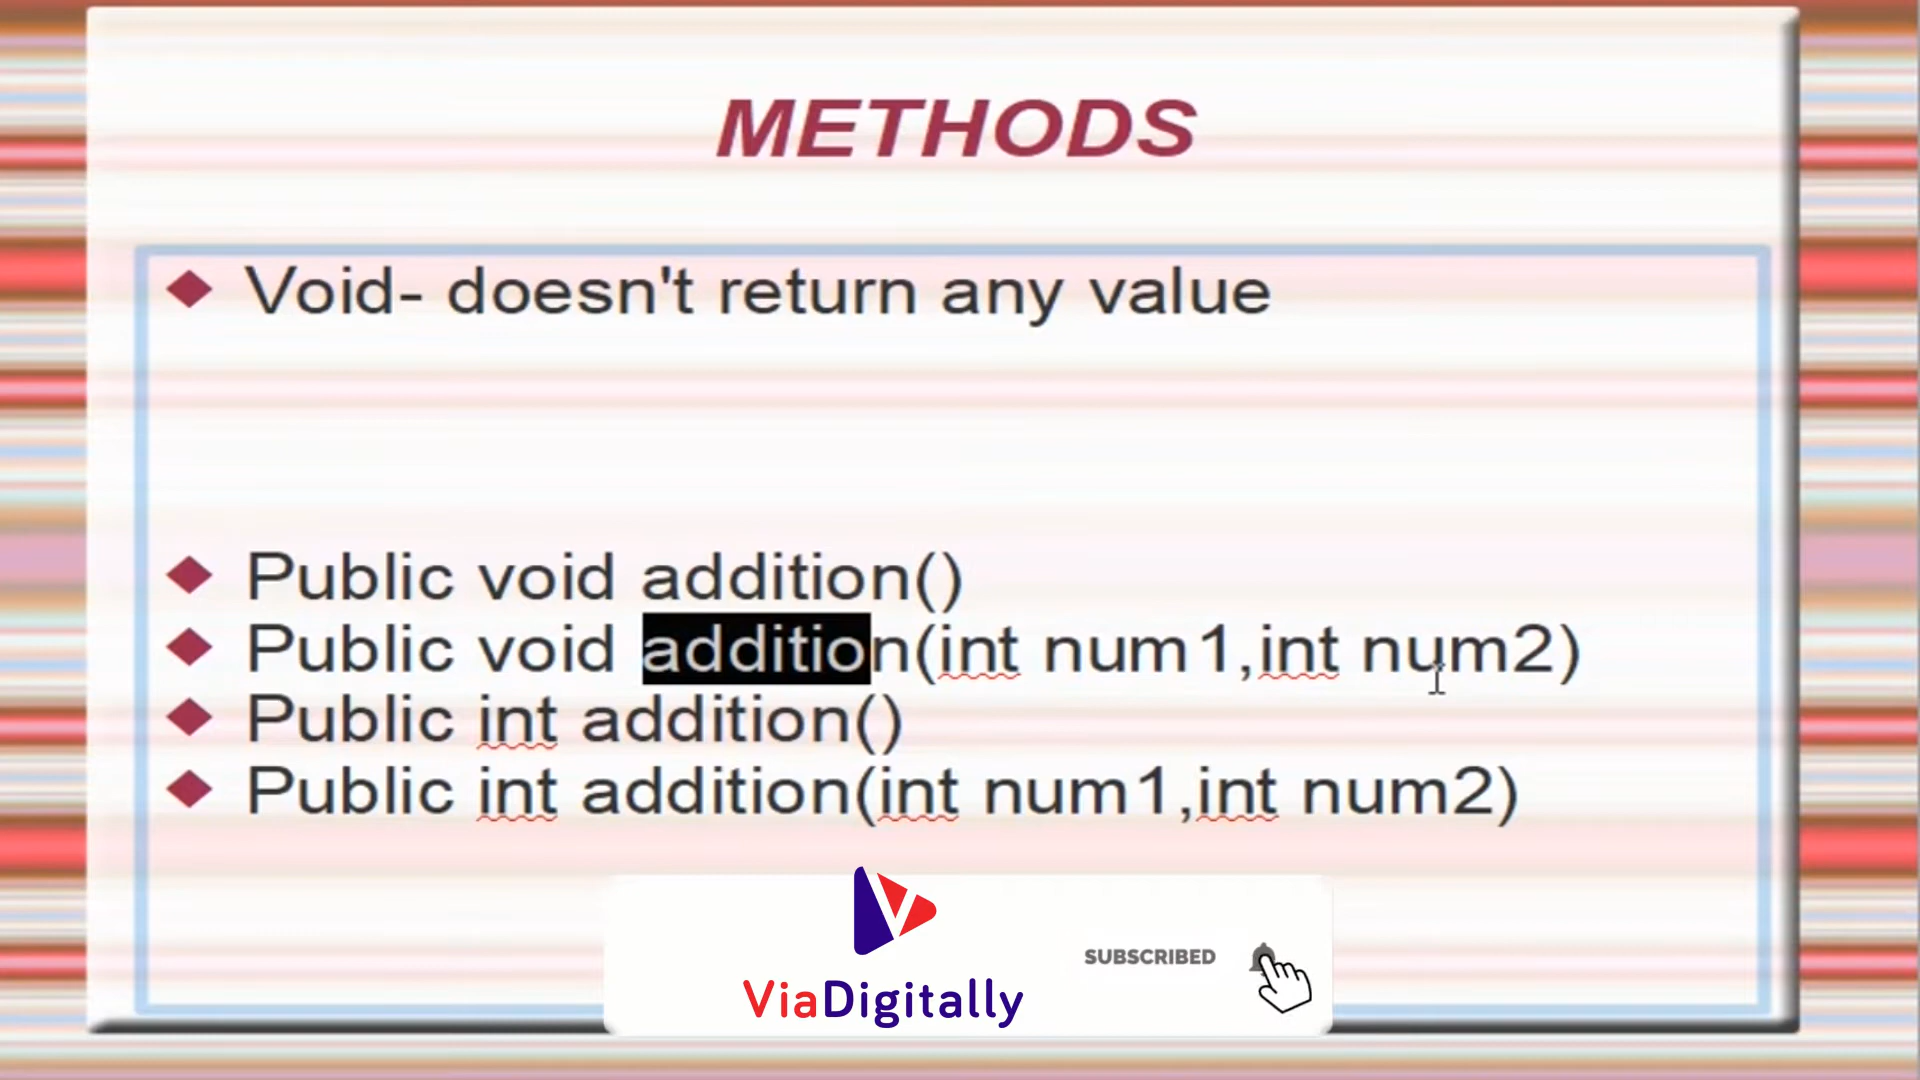 METHODS
Void- doesn't return any value
Public void addition()
Public void addition(int num1,int num2)
Public int addition()
Public int addition(int num1,int num2)
ViaDigitally
SUBSCRIBED